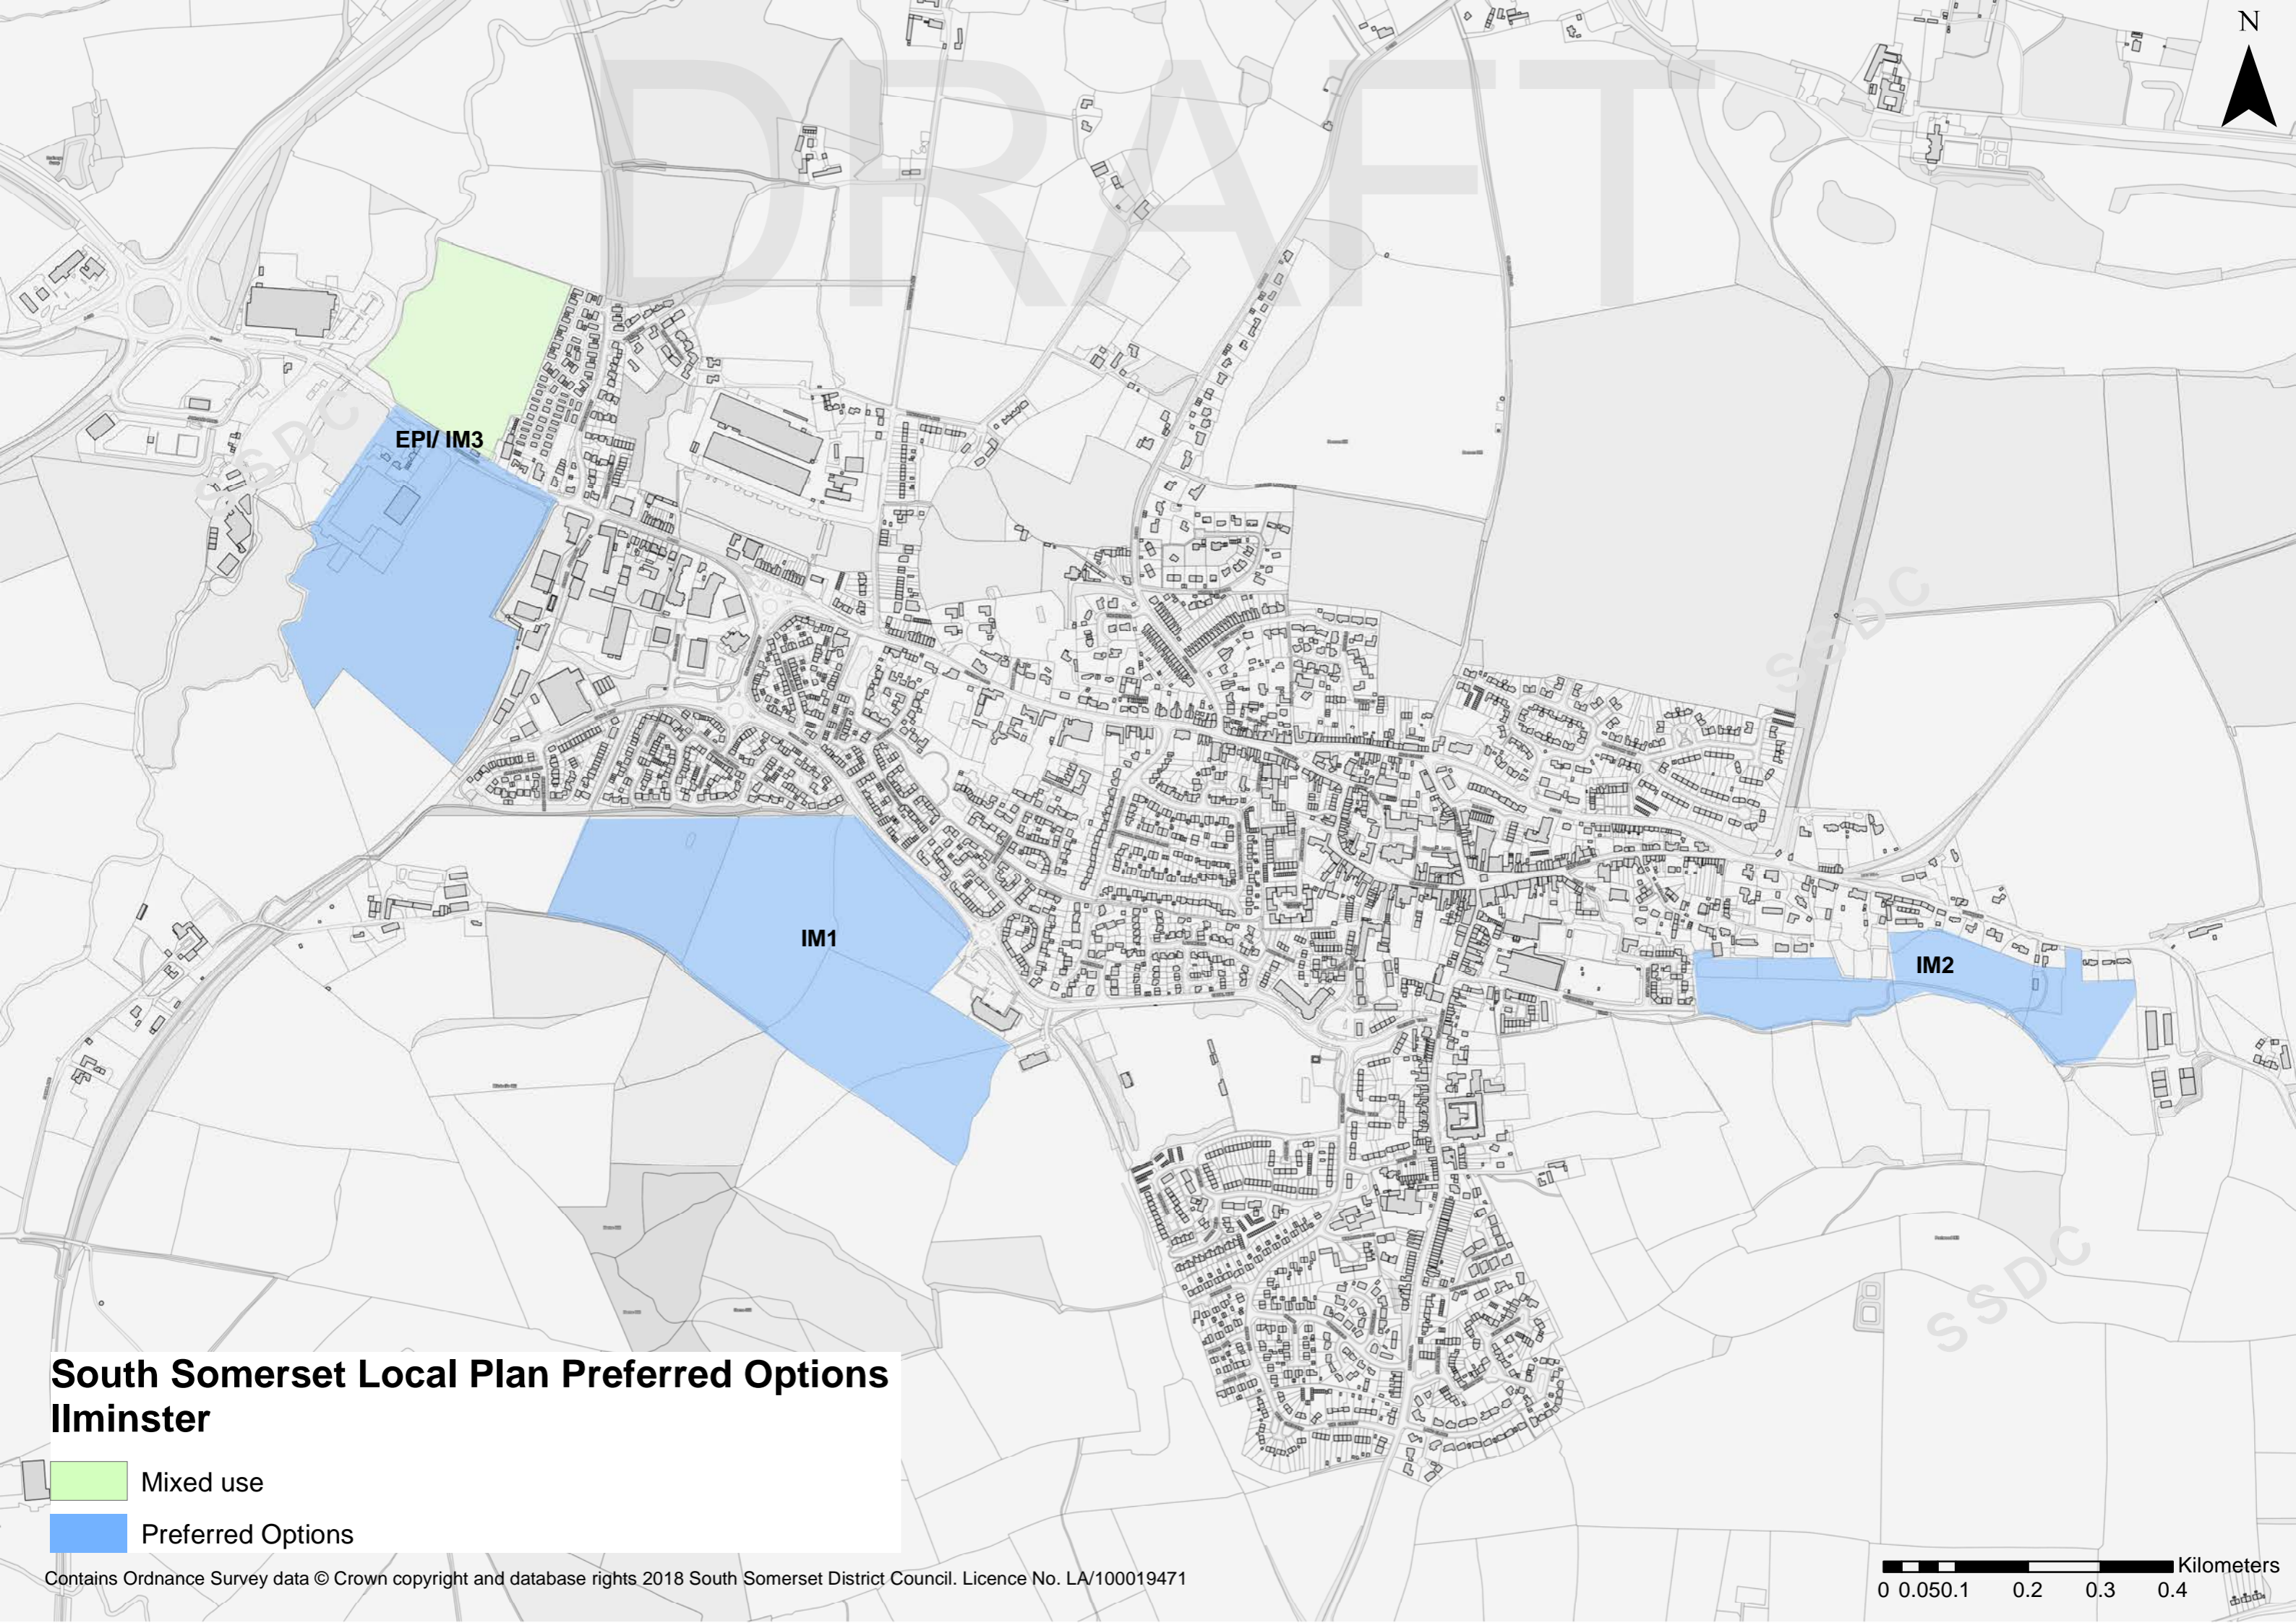 N
DRAFT
EPI/ IM3
SSDC
SSDC
IM1
IM2
SSDC
South Somerset Local Plan Preferred Options
Ilminster
Mixed use
Preferred Options
Contains Ordnance Survey data © Crown copyright and database rights 2018 South Somerset District Council. Licence No. LA/100019471
Kilometers
0 0.050.1 0.2 0.3 0.4